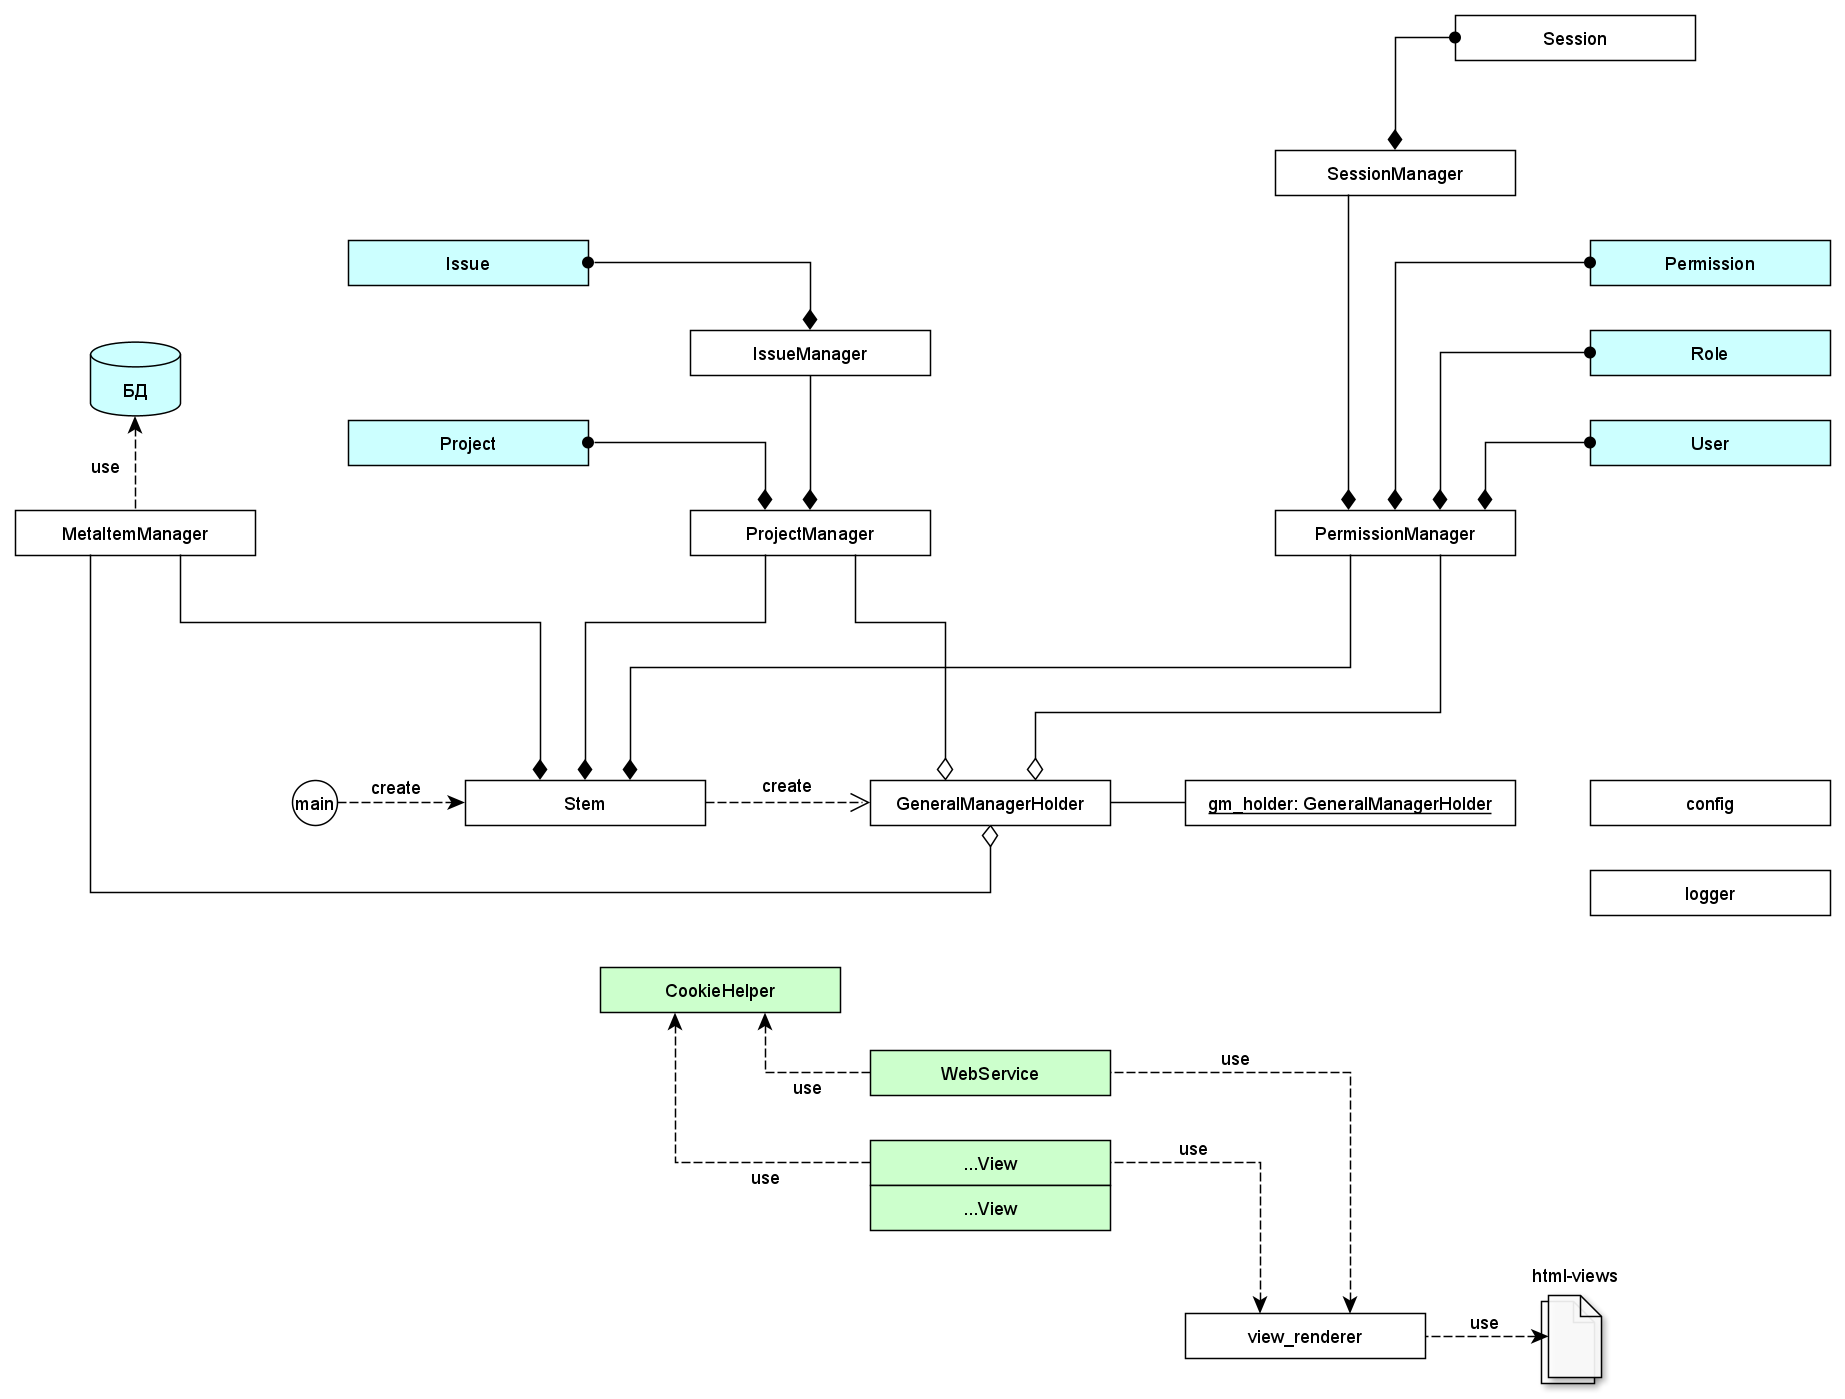 Session
SessionManager
Issue
Permission
IssueManager
Role
БД
Project
User
use
MetaItemManager
ProjectManager
PermissionManager
main
create
Stem
create
GeneralManagerHolder
gm_holder: GeneralManagerHolder
config
logger
CookieHelper
WebService
use
use
...View
use
use
...View
html-views
view_renderer
use